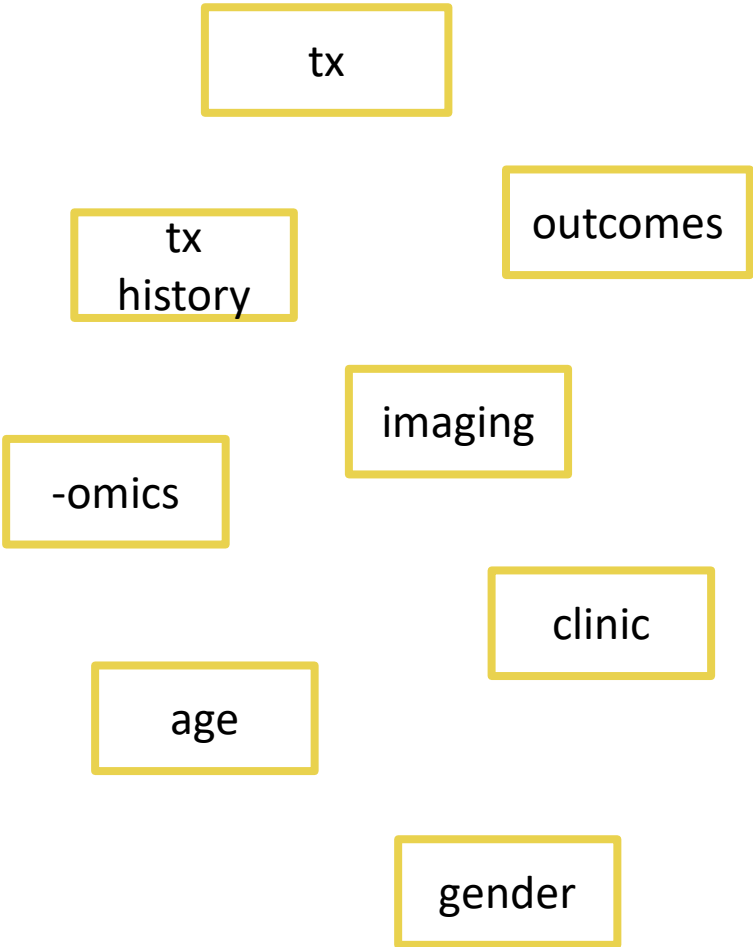 tx
outcomes
tx
history
imaging
-omics
clinic
age
gender